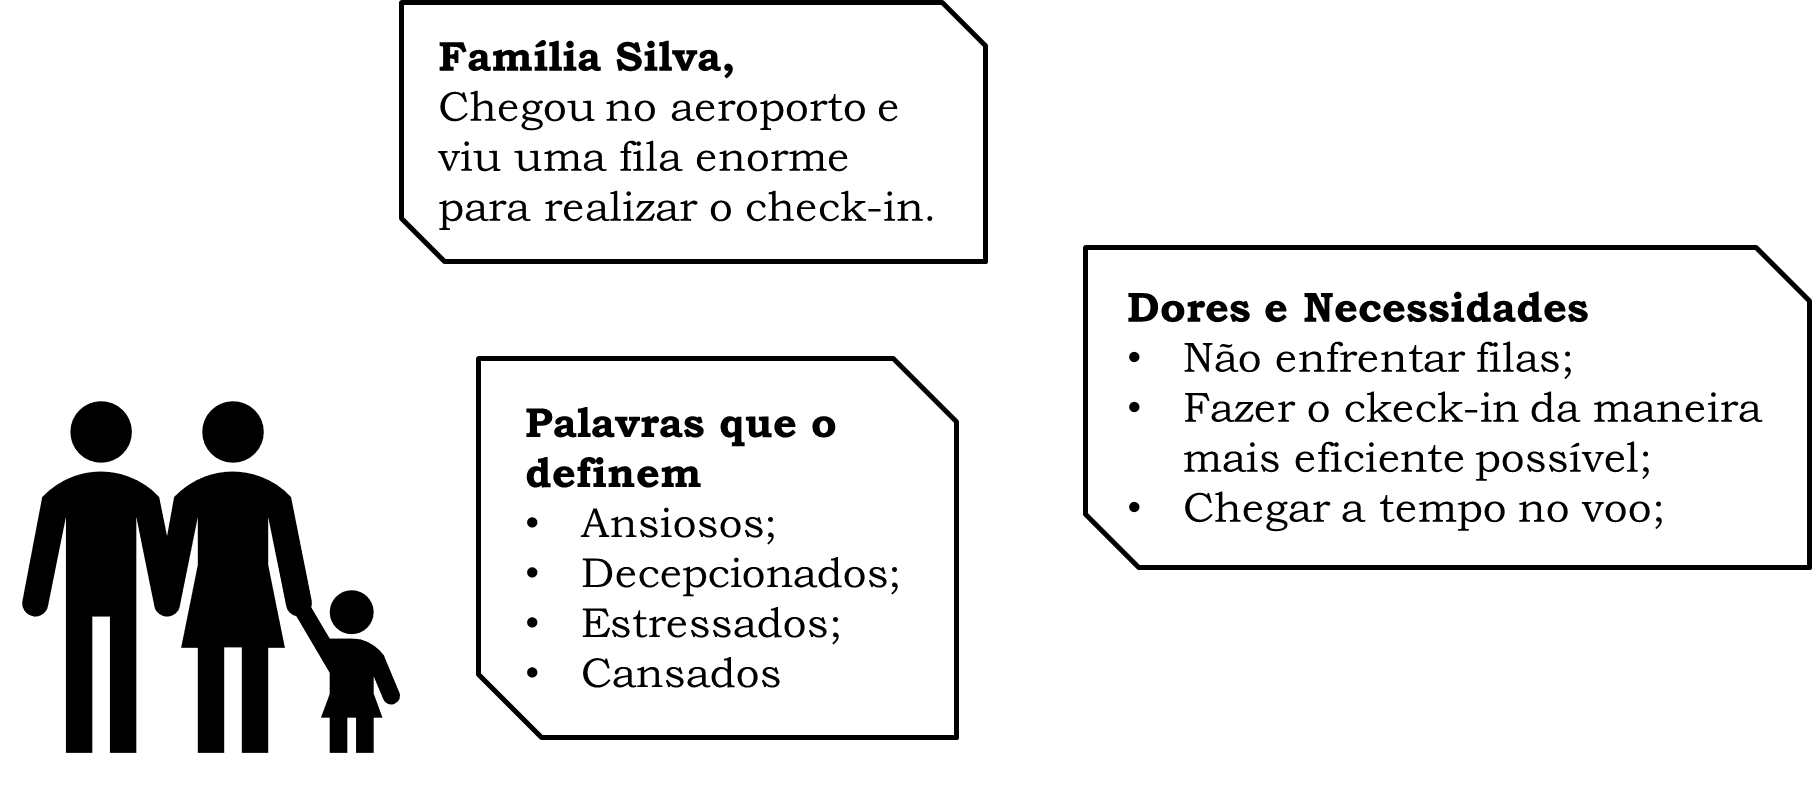 Família Silva,
Chegou no aeroporto e
viu uma fila enorme
para realizar o check-in.
Palavras que o
definem
• Ansiosos;
• Decepcionados;
• Estressados;
• Cansados
Dores e Necessidades
• Não enfrentar filas;
• Fazer o ckeck-in da maneira
mais eficiente possível;
• Chegar a tempo no voo;